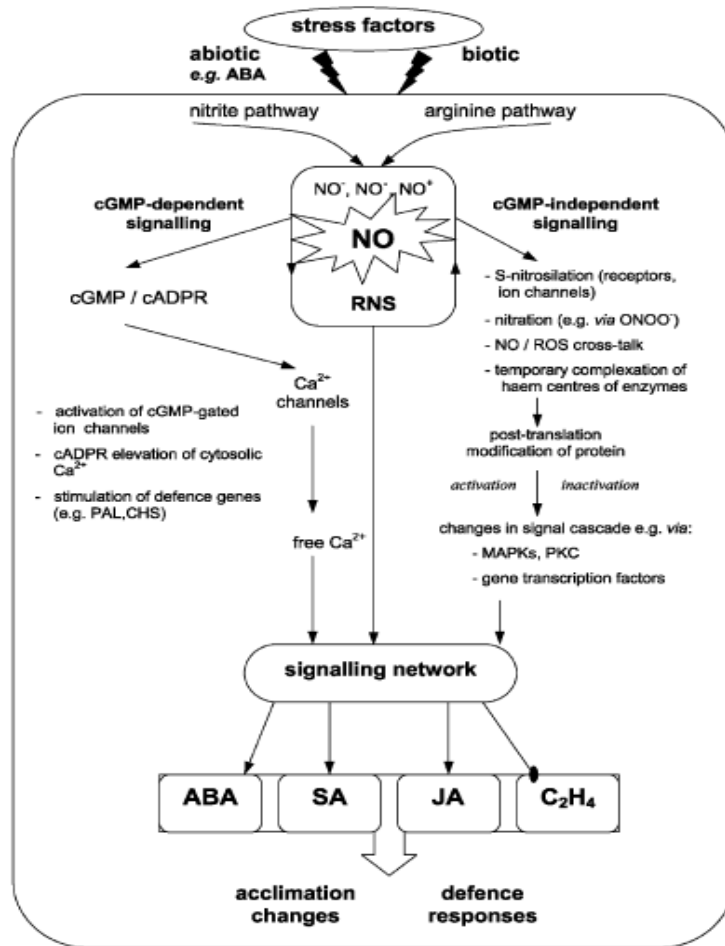 stress factors
abiotic
e.g. ABA
biotic
nitrite pathway
arginine pathway
NO⁻, NO⁻, NO⁺
NO
RNS
cGMP-dependent
signalling
cGMP-independent
signalling
cGMP / cADPR
Ca²⁺
channels
- activation of cGMP-gated
ion channels
- cADPR elevation of cytosolic
Ca²⁺
- stimulation of defence genes
(e.g. PAL,CHS)
free Ca²⁺
- S-nitrosilation (receptors,
ion channels)
- nitration (e.g. via ONOO⁻)
- NO / ROS cross-talk
- temporary complexation of
haem centres of enzymes
post-translation
modification of protein
activation
inactivation
changes in signal cascade e.g. via:
- MAPKs, PKC
- gene transcription factors
signalling network
ABA
SA
JA
C₂H₄
acclimation
changes
defence
responses